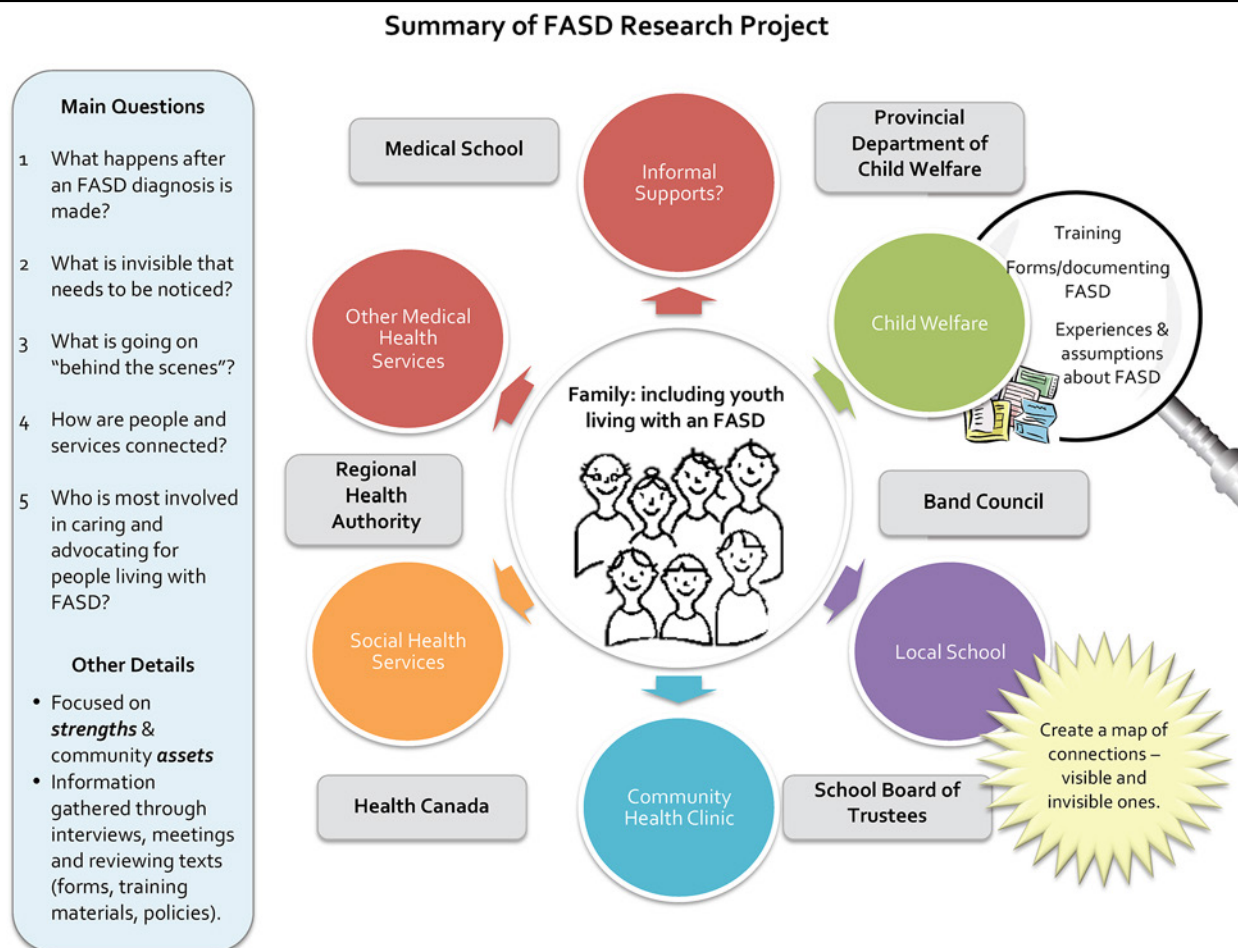 Summary of FASD Research Project
Main Questions
1 What happens after
an FASD diagnosis is
made?
2 What is invisible that
needs to be noticed?
3 What is going on
“behind the scenes”?
4 How are people and
services connected?
5 Who is most involved
in caring and
advocating for
people living with
FASD?
Other Details
• Focused on
strengths &
community assets
• Information
gathered through
interviews, meetings
and reviewing texts
(forms, training
materials, policies).
Medical School
Informal
Supports?
Provincial
Department of
Child Welfare
Training
Forms/documenting
FASD
Experiences &
assumptions
about FASD
Child Welfare
Other Medical
Health
Services
Family: including youth
living with an FASD
Regional
Health
Authority
Band Council
Social Health
Services
Local School
Create a map of
connections –
visible and
invisible ones.
Health Canada
Community
Health Clinic
School Board of
Trustees